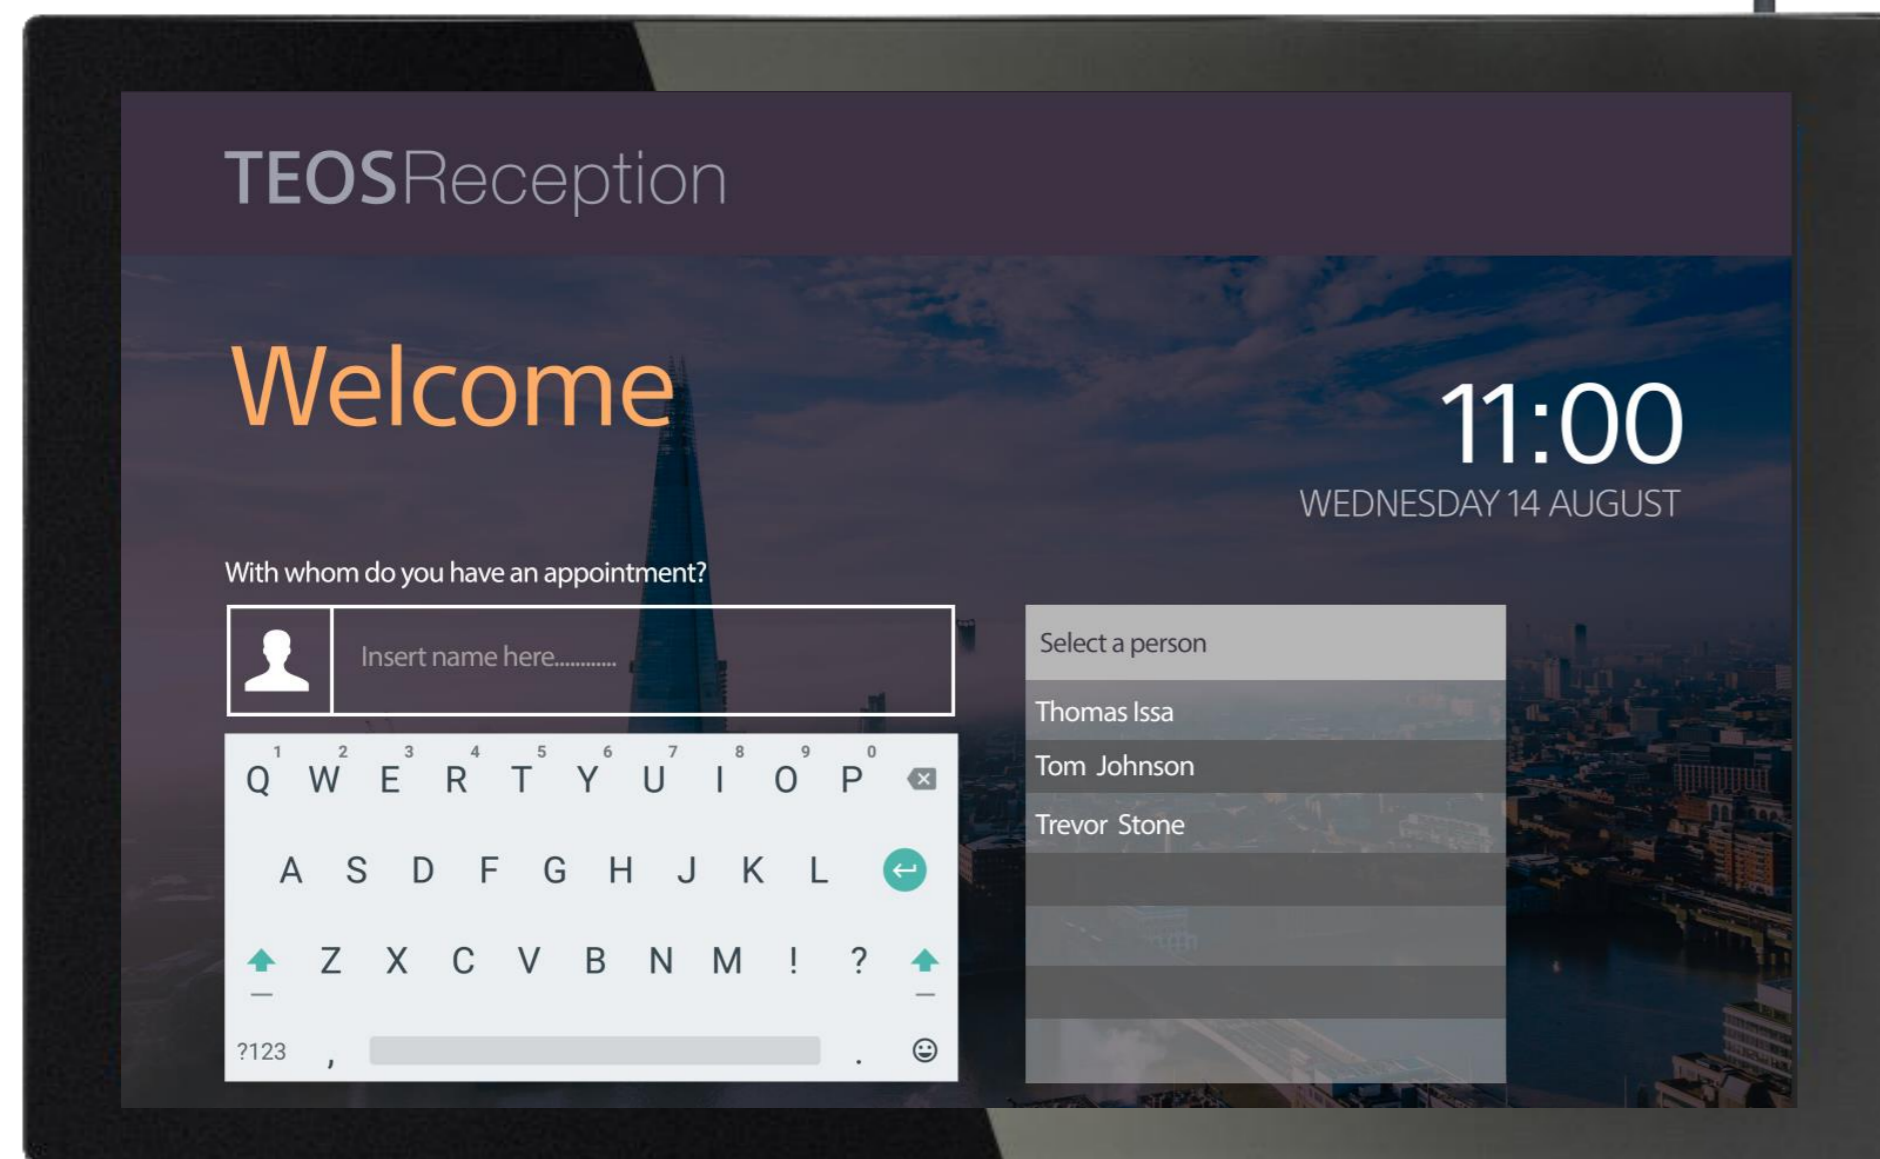 TEOSReception
Welcome
11:00
WEDNESDAY 14 AUGUST
With whom do you have an appointment?
Insert name here............
Select a person
Thomas Issa
Tom Johnson
Trevor Stone
1 2 3 4 5 6 7 8 9 0
Q W E R T Y U I O P
A S D F G H J K L
Z X C V B N M ! ?
?123 , .